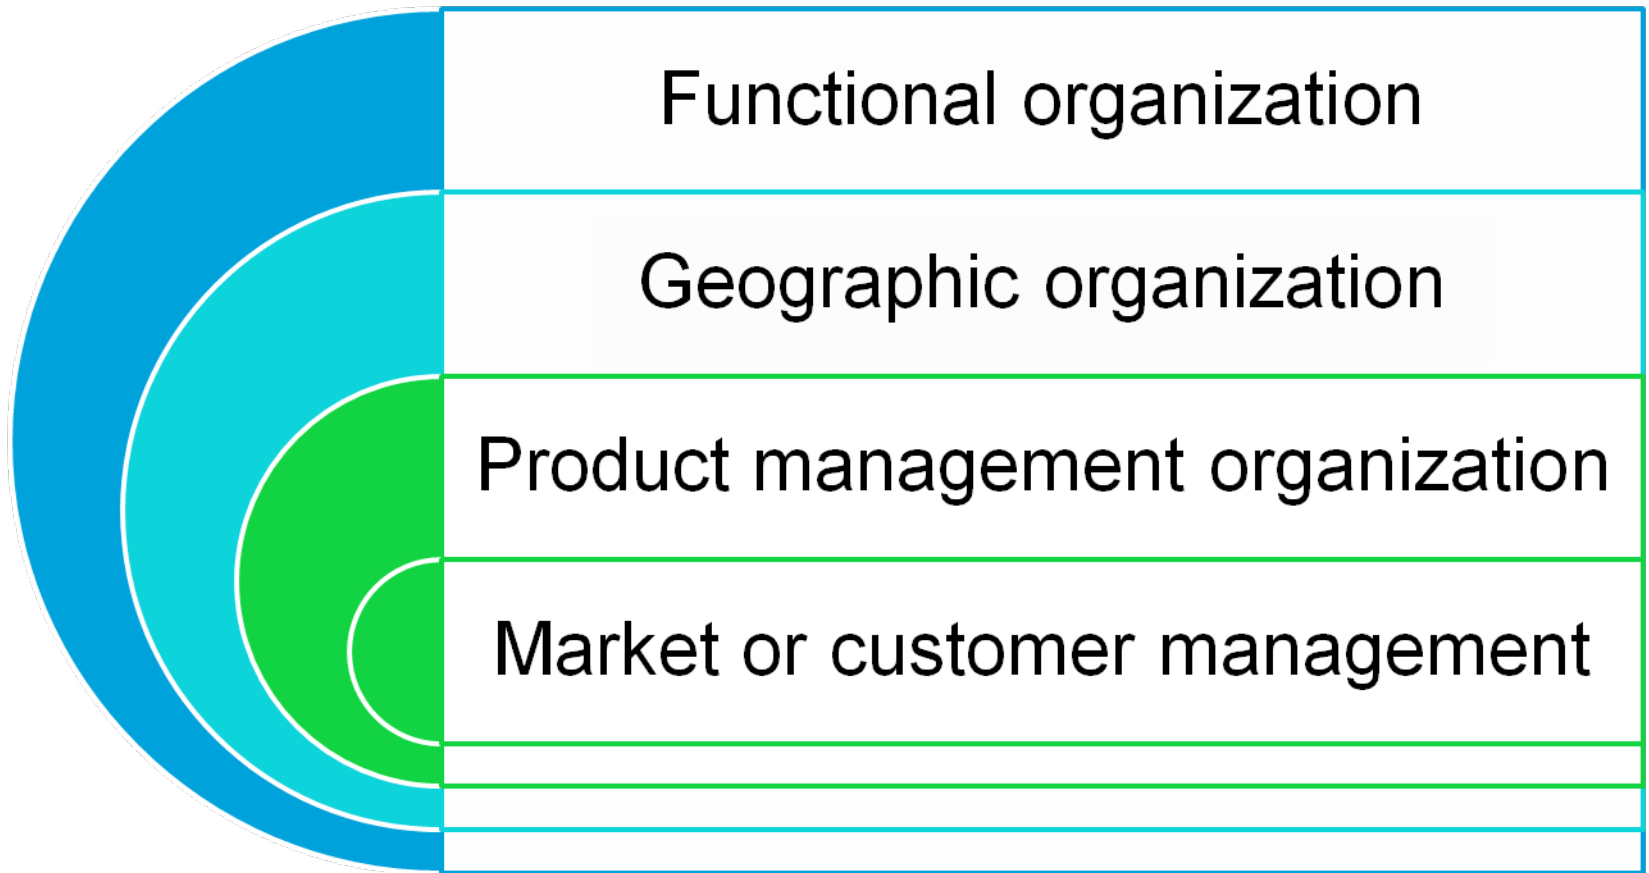 Functional organization
Geographic organization
Product management organization
Market or customer management